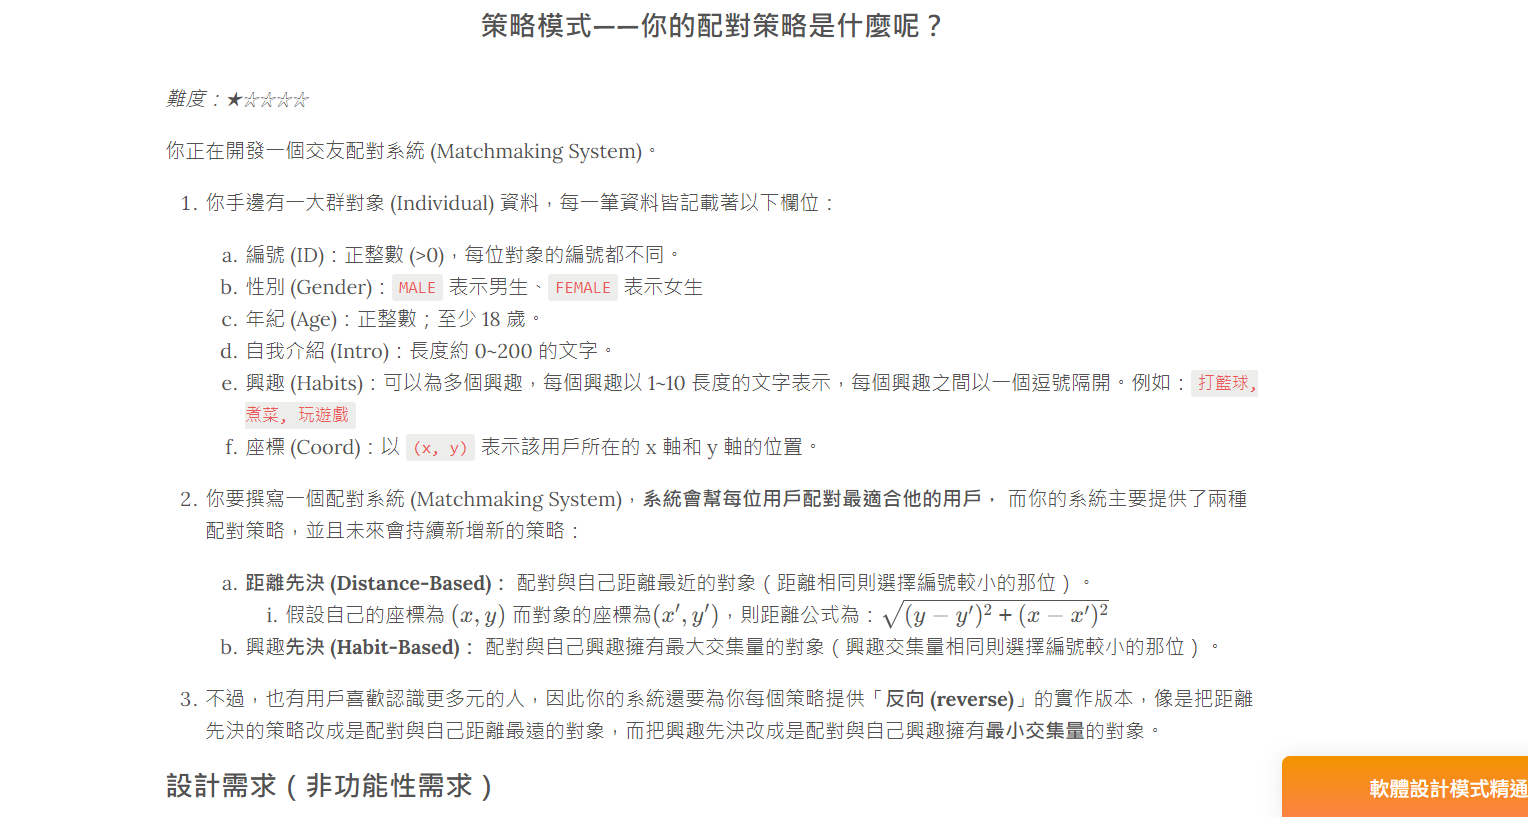 策略模式——你的配對策略是什麼呢？
難度：★☆☆☆☆
你正在開發一個交友配對系統 (Matchmaking System)。
1. 你手邊有一大群對象 (Individual) 資料，每一筆資料皆記載著以下欄位：
a. 編號 (ID)：正整數 (>0)，每位對象的編號都不同。
b. 性別 (Gender)：MALE 表示男生、FEMALE 表示女生
c. 年紀 (Age)：正整數；至少 18 歲。
d. 自我介紹 (Intro)：長度約 0~200 的文字。
e. 興趣 (Habits)：可以為多個興趣，每個興趣以 1~10 長度的文字表示，每個興趣之間以一個逗號隔開。例如：打籃球,
煮菜, 玩遊戲
f. 座標 (Coord)：以 (x, y) 表示該用戶所在的 x 軸和 y 軸的位置。
2. 你要撰寫一個配對系統 (Matchmaking System)，系統會幫每位用戶配對最適合他的用戶， 而你的系統主要提供了兩種
配對策略，並且未來會持續新增新的策略：
a. 距離先決 (Distance-Based)： 配對與自己距離最近的對象（距離相同則選擇編號較小的那位）。
i. 假設自己的座標為 (x, y) 而對象的座標為(x′, y′)，則距離公式為：√(y − y′)² + (x − x′)²
b. 興趣先決 (Habit-Based)： 配對與自己興趣擁有最大交集量的對象（興趣交集量相同則選擇編號較小的那位）。
3. 不過，也有用戶喜歡認識更多元的人，因此你的系統還要為你每個策略提供「反向 (reverse)」的實作版本，像是把距離
先決的策略改成是配對與自己距離最遠的對象，而把興趣先決改成是配對與自己興趣擁有最小交集量的對象。
設計需求（非功能性需求）
軟體設計模式精通